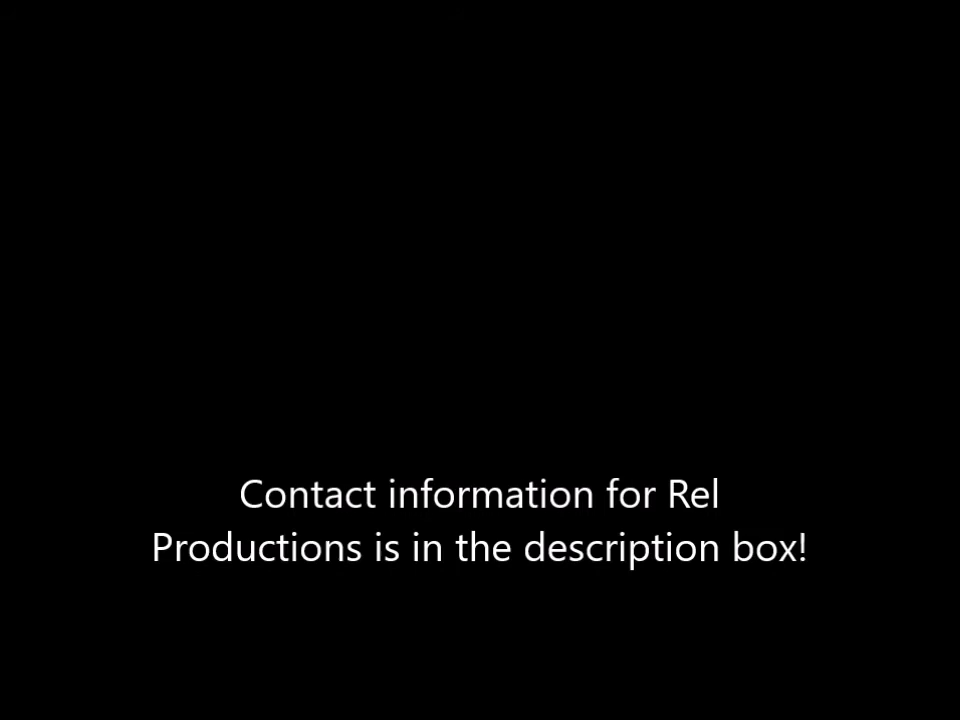 Contact information for Rel
Productions is in the description box!